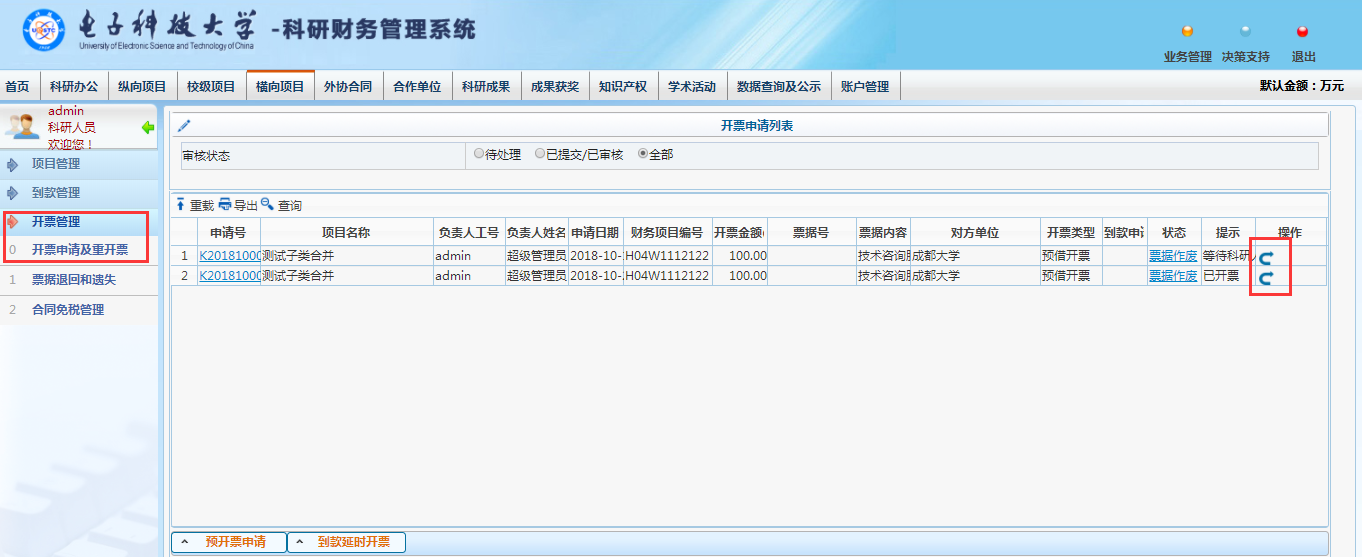 电子科技大学 -科研财务管理系统
University of Electronic Science and Technology of China
业务管理 决策支持 退出
首页 科研办公 纵向项目 校级项目 横向项目 外协合同 合作单位 科研成果 成果获奖 知识产权 学术活动 数据查询及公示 账户管理 默认金额：万元
admin
科研人员
欢迎您！
项目管理
到款管理
开票管理
0 开票申请及重开票
1 票据退回和遗失
2 合同免税管理
开票申请列表
审核状态 待处理 已提交/已审核 全部
重载 导出 查询
申请号 项目名称 负责人工号 负责人姓名 申请日期 财务项目编号 开票金额( 票据号 票据内容 对方单位 开票类型 到款申请 状态 提示 操作
1 K20181000 测试子类合并 admin 超级管理员 2018-10- H04W1112122 100.00 技术咨询服 成都大学 预借开票 票据作废 等待科研人
2 K20181000 测试子类合并 admin 超级管理员 2018-10- H04W1112122 100.00 技术咨询服 成都大学 预借开票 票据作废 已开票
预开票申请 到款延时开票